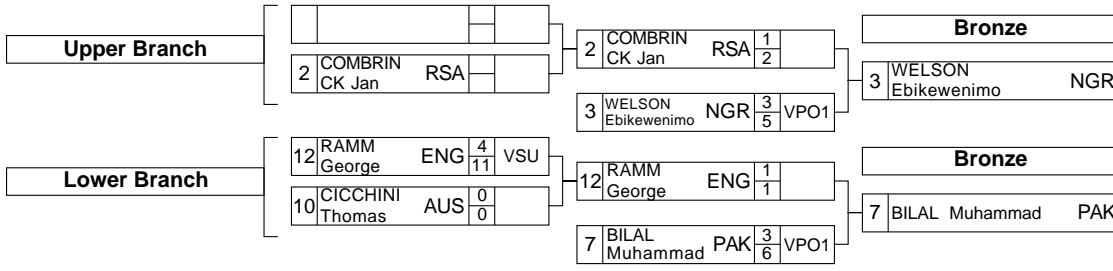 Upper Branch
2 COMBRIN
CK Jan RSA
2 COMBRIN
CK Jan RSA 1
2
3 WELSON
Ebikewenimo NGR 3
5 VPO1
Bronze
3 WELSON
Ebikewenimo NGR
Lower Branch
12 RAMM
George ENG 4
11 VSU
10 CICCHINI
Thomas AUS 0
0
12 RAMM
George ENG 1
1
7 BILAL
Muhammad PAK 3
6 VPO1
Bronze
7 BILAL Muhammad PAK